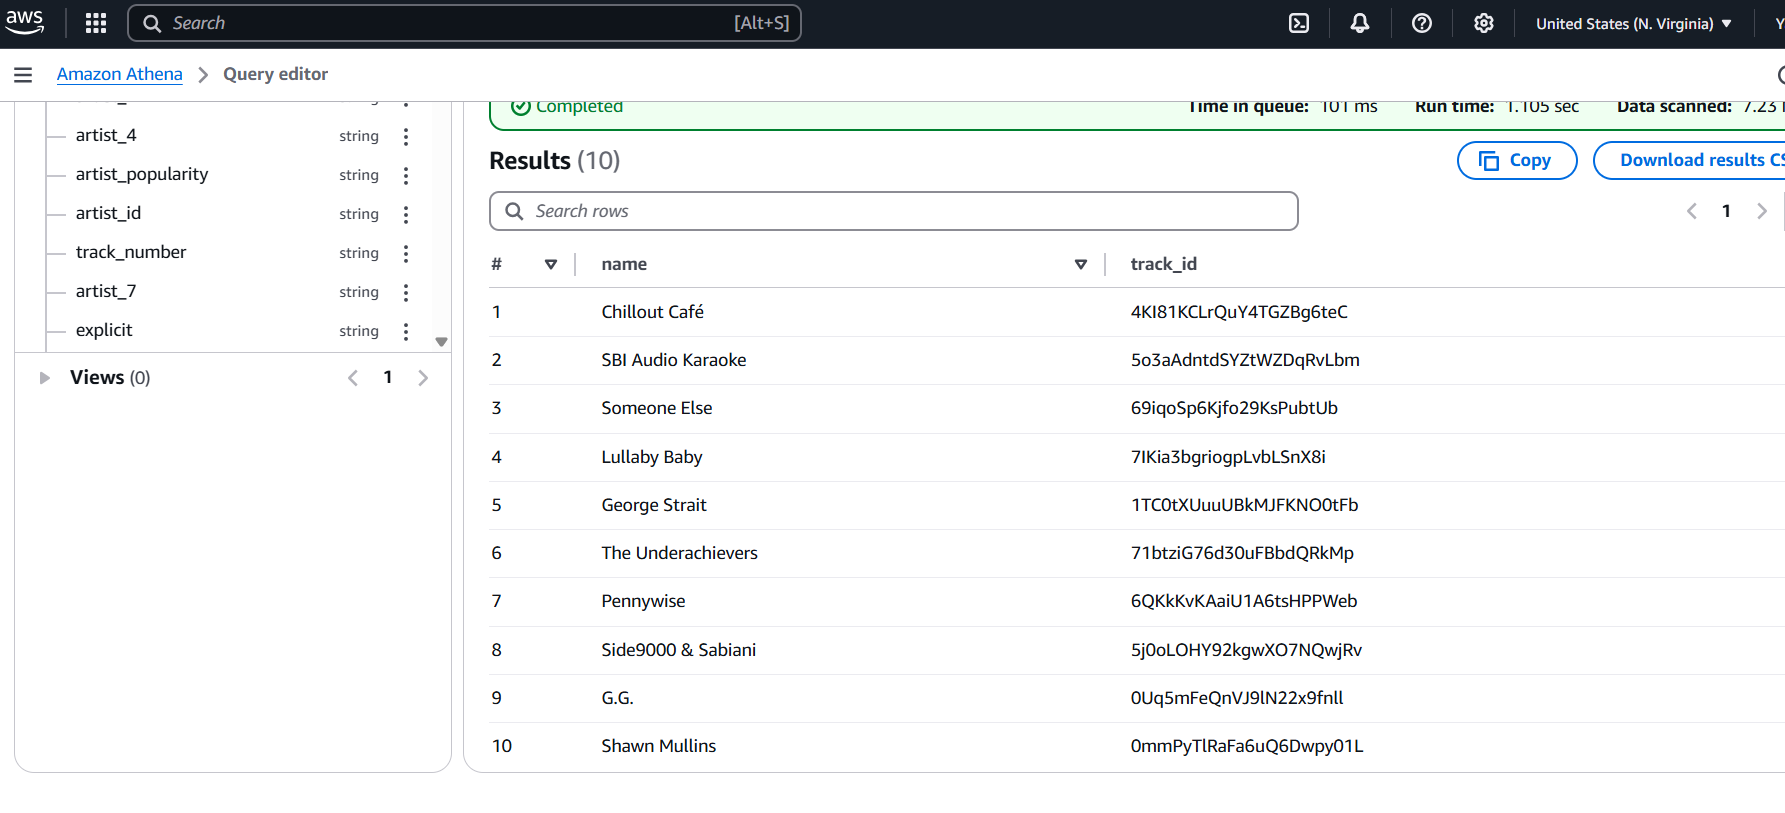 aws
Search [Alt+S]
United States (N. Virginia)
Amazon Athena Query editor
artist_4 string
artist_popularity string
artist_id string
track_number string
artist_7 string
explicit string
Views (0) 1
Completed Time in queue: 101 ms Run time: 1.105 sec Data scanned: 7.23
Results (10) Copy Download results
Search rows 1
# name track_id
1 Chillout Café 4KI81KCLrQuY4TGZBg6teC
2 SBI Audio Karaoke 5o3aAdntdSYZtWZDqRvLbm
3 Someone Else 69iqoSp6Kjfo29KsPubtUb
4 Lullaby Baby 7IKia3bgriogpLvbLSnX8i
5 George Strait 1TC0tXUuuUBkMJFKNO0tFb
6 The Underachievers 71btziG76d30uFBbdQRkMp
7 Pennywise 6QKkKvKAaiU1A6tsHPPWeb
8 Side9000 & Sabiani 5j0oLOHY92kgwXO7NQwjRv
9 G.G. 0Uq5mFeQnVJ9lN22x9fnll
10 Shawn Mullins 0mmPyTlRaFa6uQ6Dwpy01L